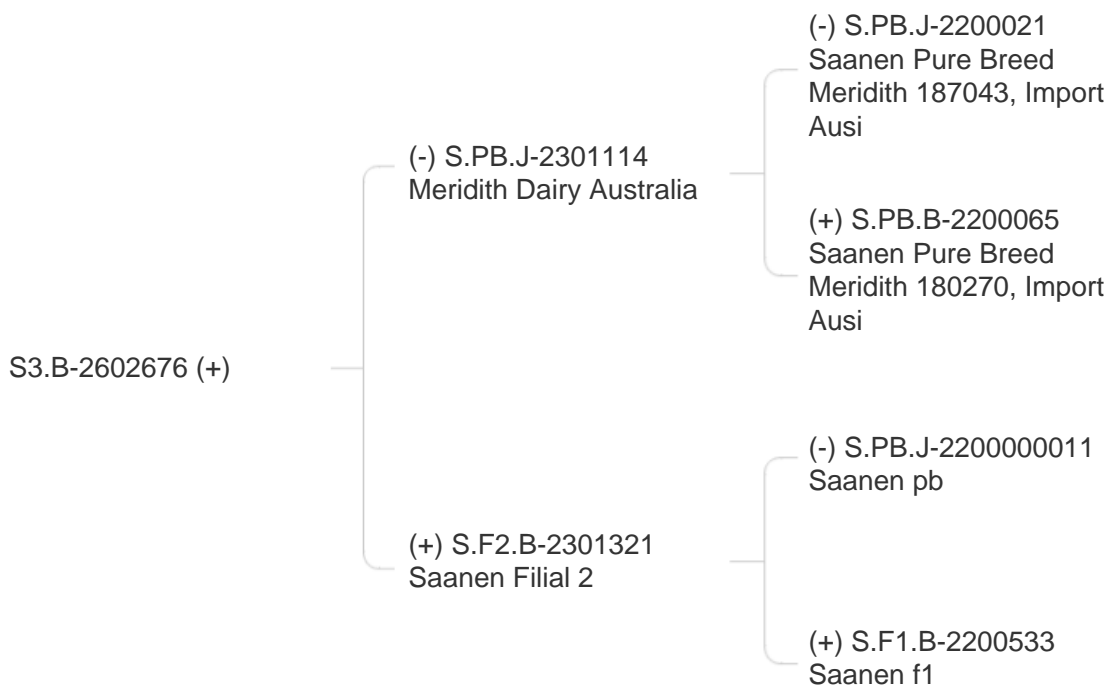 (-) S.PB.J-2200021
Saanen Pure Breed
Meridith 187043, Import
Ausi
(-) S.PB.J-2301114
Meridith Dairy Australia
(+) S.PB.B-2200065
Saanen Pure Breed
Meridith 180270, Import
Ausi
S3.B-2602676 (+)
(-) S.PB.J-2200000011
Saanen pb
(+) S.F2.B-2301321
Saanen Filial 2
(+) S.F1.B-2200533
Saanen f1